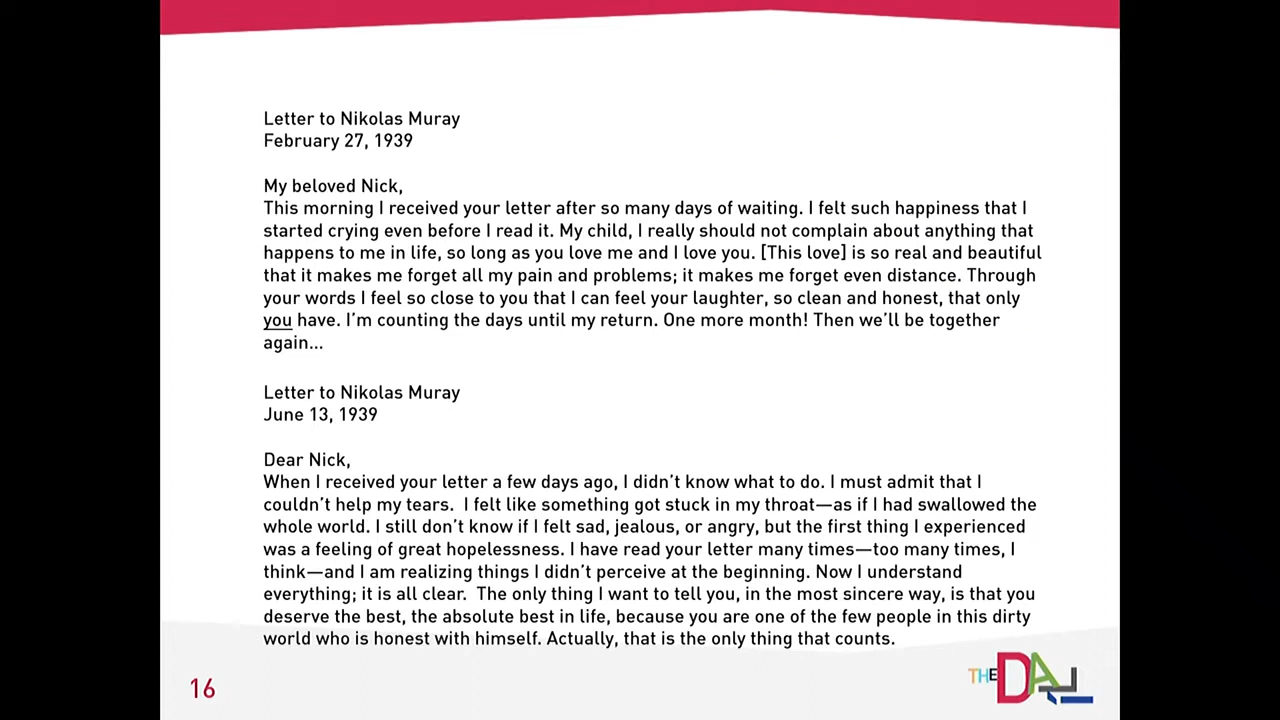 Letter to Nikolas Muray
February 27, 1939
My beloved Nick,
This morning I received your letter after so many days of waiting. I felt such happiness that I
started crying even before I read it. My child, I really should not complain about anything that
happens to me in life, so long as you love me and I love you. [This love] is so real and beautiful
that it makes me forget all my pain and problems; it makes me forget even distance. Through
your words I feel so close to you that I can feel your laughter, so clean and honest, that only
you have. I’m counting the days until my return. One more month! Then we’ll be together
again...
Letter to Nikolas Muray
June 13, 1939
Dear Nick,
When I received your letter a few days ago, I didn’t know what to do. I must admit that I
couldn’t help my tears.  I felt like something got stuck in my throat—as if I had swallowed the
whole world. I still don’t know if I felt sad, jealous, or angry, but the first thing I experienced
was a feeling of great hopelessness. I have read your letter many times—too many times, I
think—and I am realizing things I didn’t perceive at the beginning. Now I understand
everything; it is all clear.  The only thing I want to tell you, in the most sincere way, is that you
deserve the best, the absolute best in life, because you are one of the few people in this dirty
world who is honest with himself. Actually, that is the only thing that counts.
16
THE DALI